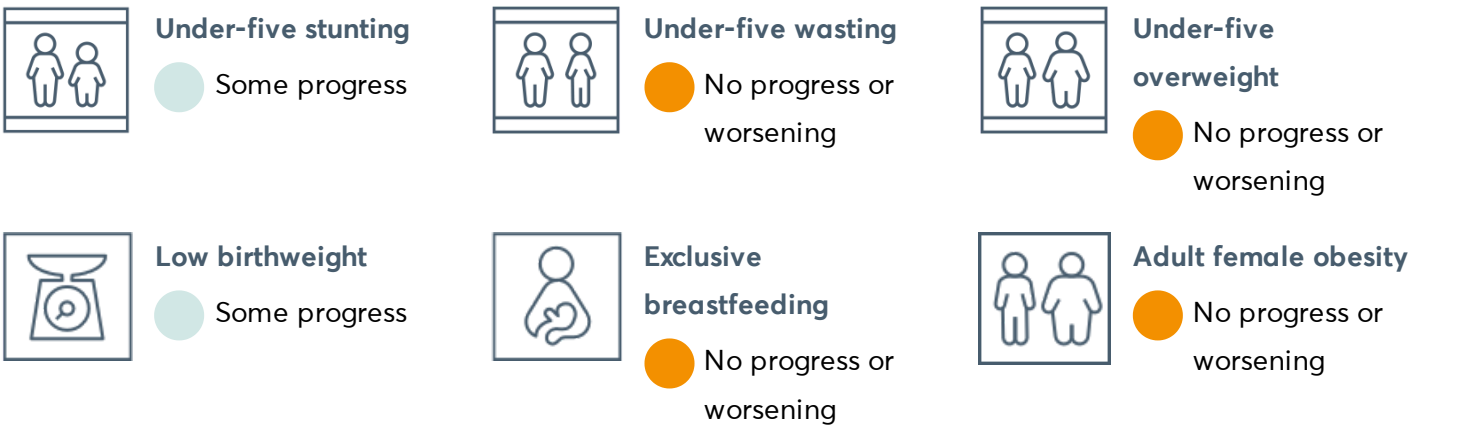 Under-five stunting
Some progress
Under-five wasting
No progress or
worsening
Under-five
overweight
No progress or
worsening
Low birthweight
Some progress
Exclusive
breastfeeding
No progress or
worsening
Adult female obesity
No progress or
worsening